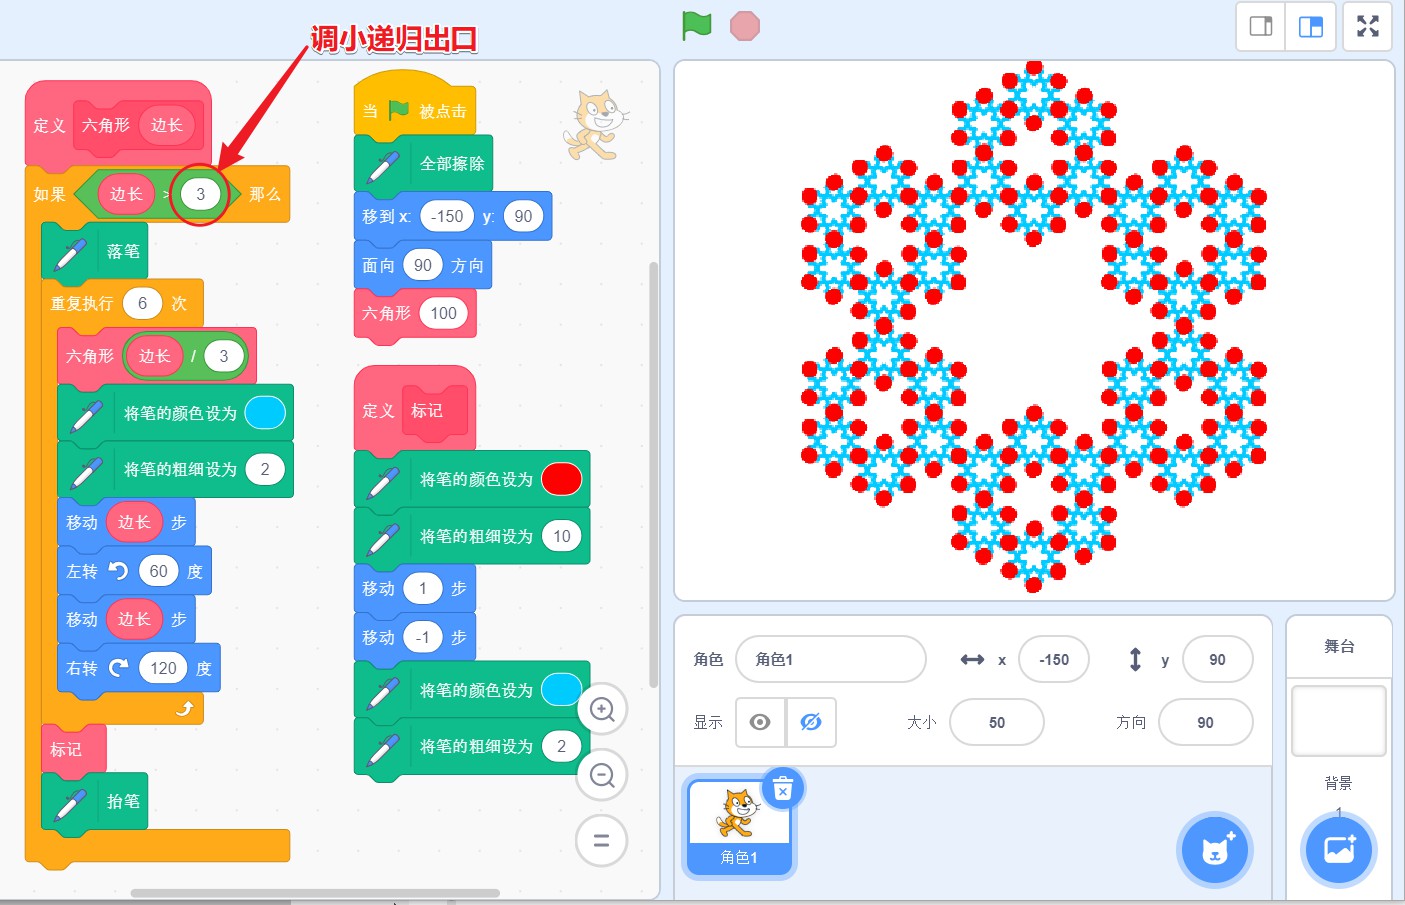 调小递归出口
定义 六角形 边长
如果 边长 > 3 那么
落笔
重复执行 6 次
六角形 边长 / 3
将笔的颜色设为
将笔的粗细设为 2
移动 边长 步
左转 60 度
移动 边长 步
右转 120 度
标记
抬笔
当 被点击
全部擦除
移到 x: -150 y: 90
面向 90 方向
六角形 100
定义 标记
将笔的颜色设为
将笔的粗细设为 10
移动 1 步
移动 -1 步
将笔的颜色设为
将笔的粗细设为 2
角色 角色1 x -150 y 90
显示 大小 50 方向 90
角色1
舞台
背景
1